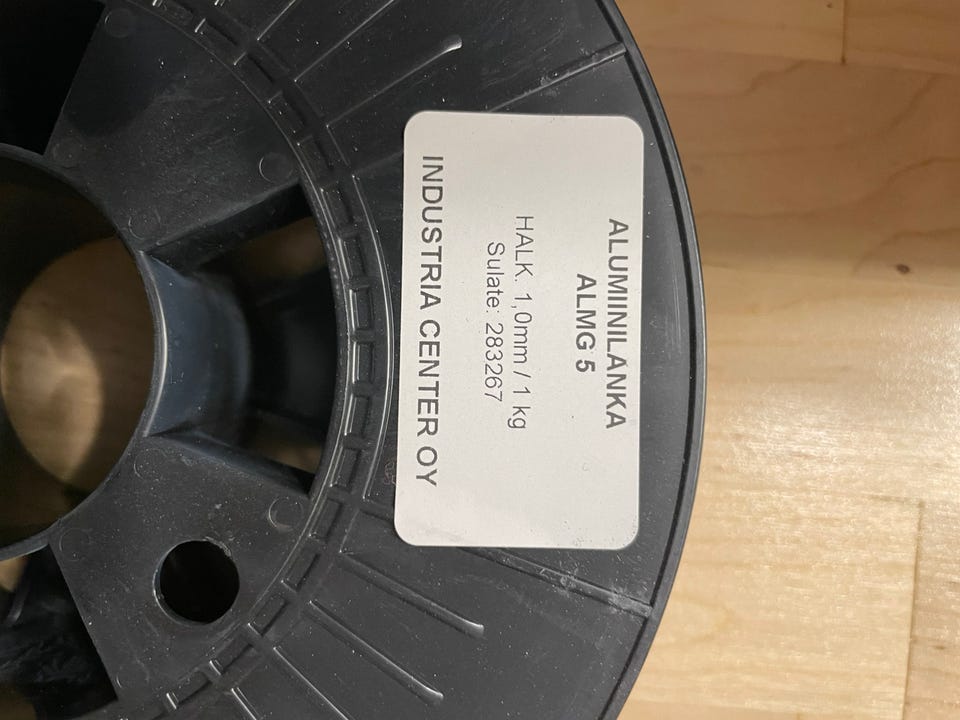 ALUMIINILANKA
ALMG 5
HALK. 1,0mm / 1 kg
Sulate: 283267
INDUSTRIA CENTER OY